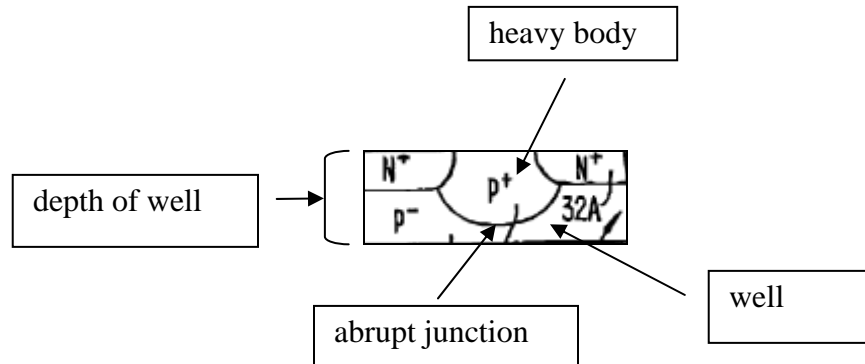 heavy body
N+ N+
P+
depth of well
P- 32A
well
abrupt junction